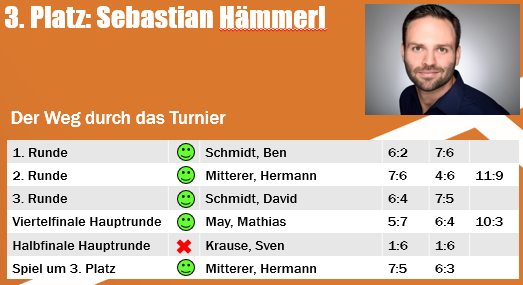 3. Platz: Sebastian Hämmerl
Der Weg durch das Turnier
1. Runde Schmidt, Ben 6:2 7:6
2. Runde Mitterer, Hermann 7:6 4:6 11:9
3. Runde Schmidt, David 6:4 7:5
Viertelfinale Hauptrunde May, Mathias 5:7 6:4 10:3
Halbfinale Hauptrunde Krause, Sven 1:6 1:6
Spiel um 3. Platz Mitterer, Hermann 7:5 6:3